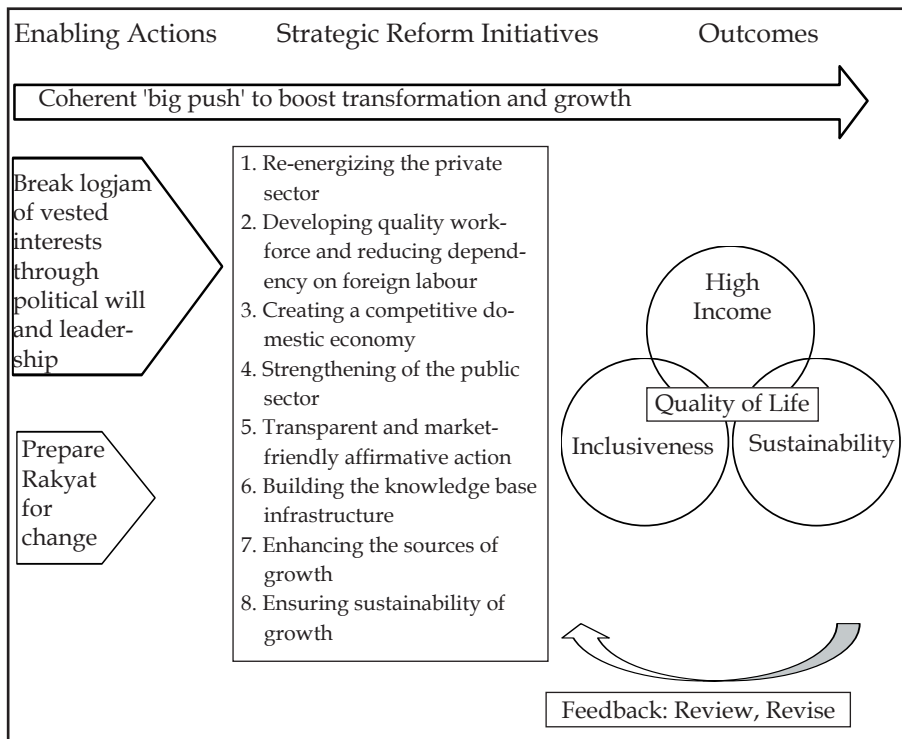 Enabling Actions
Strategic Reform Initiatives
Outcomes
Coherent 'big push' to boost transformation and growth
Break logjam
of vested
interests
through
political will
and leader-
ship
Prepare
Rakyat
for
change
1. Re-energizing the private
sector
2. Developing quality work-
force and reducing depend-
ency on foreign labour
3. Creating a competitive do-
mestic economy
4. Strengthening of the public
sector
5. Transparent and market-
friendly affirmative action
6. Building the knowledge base
infrastructure
7. Enhancing the sources of
growth
8. Ensuring sustainability of
growth
High
Income
Quality of Life
Inclusiveness
Sustainability
Feedback: Review, Revise